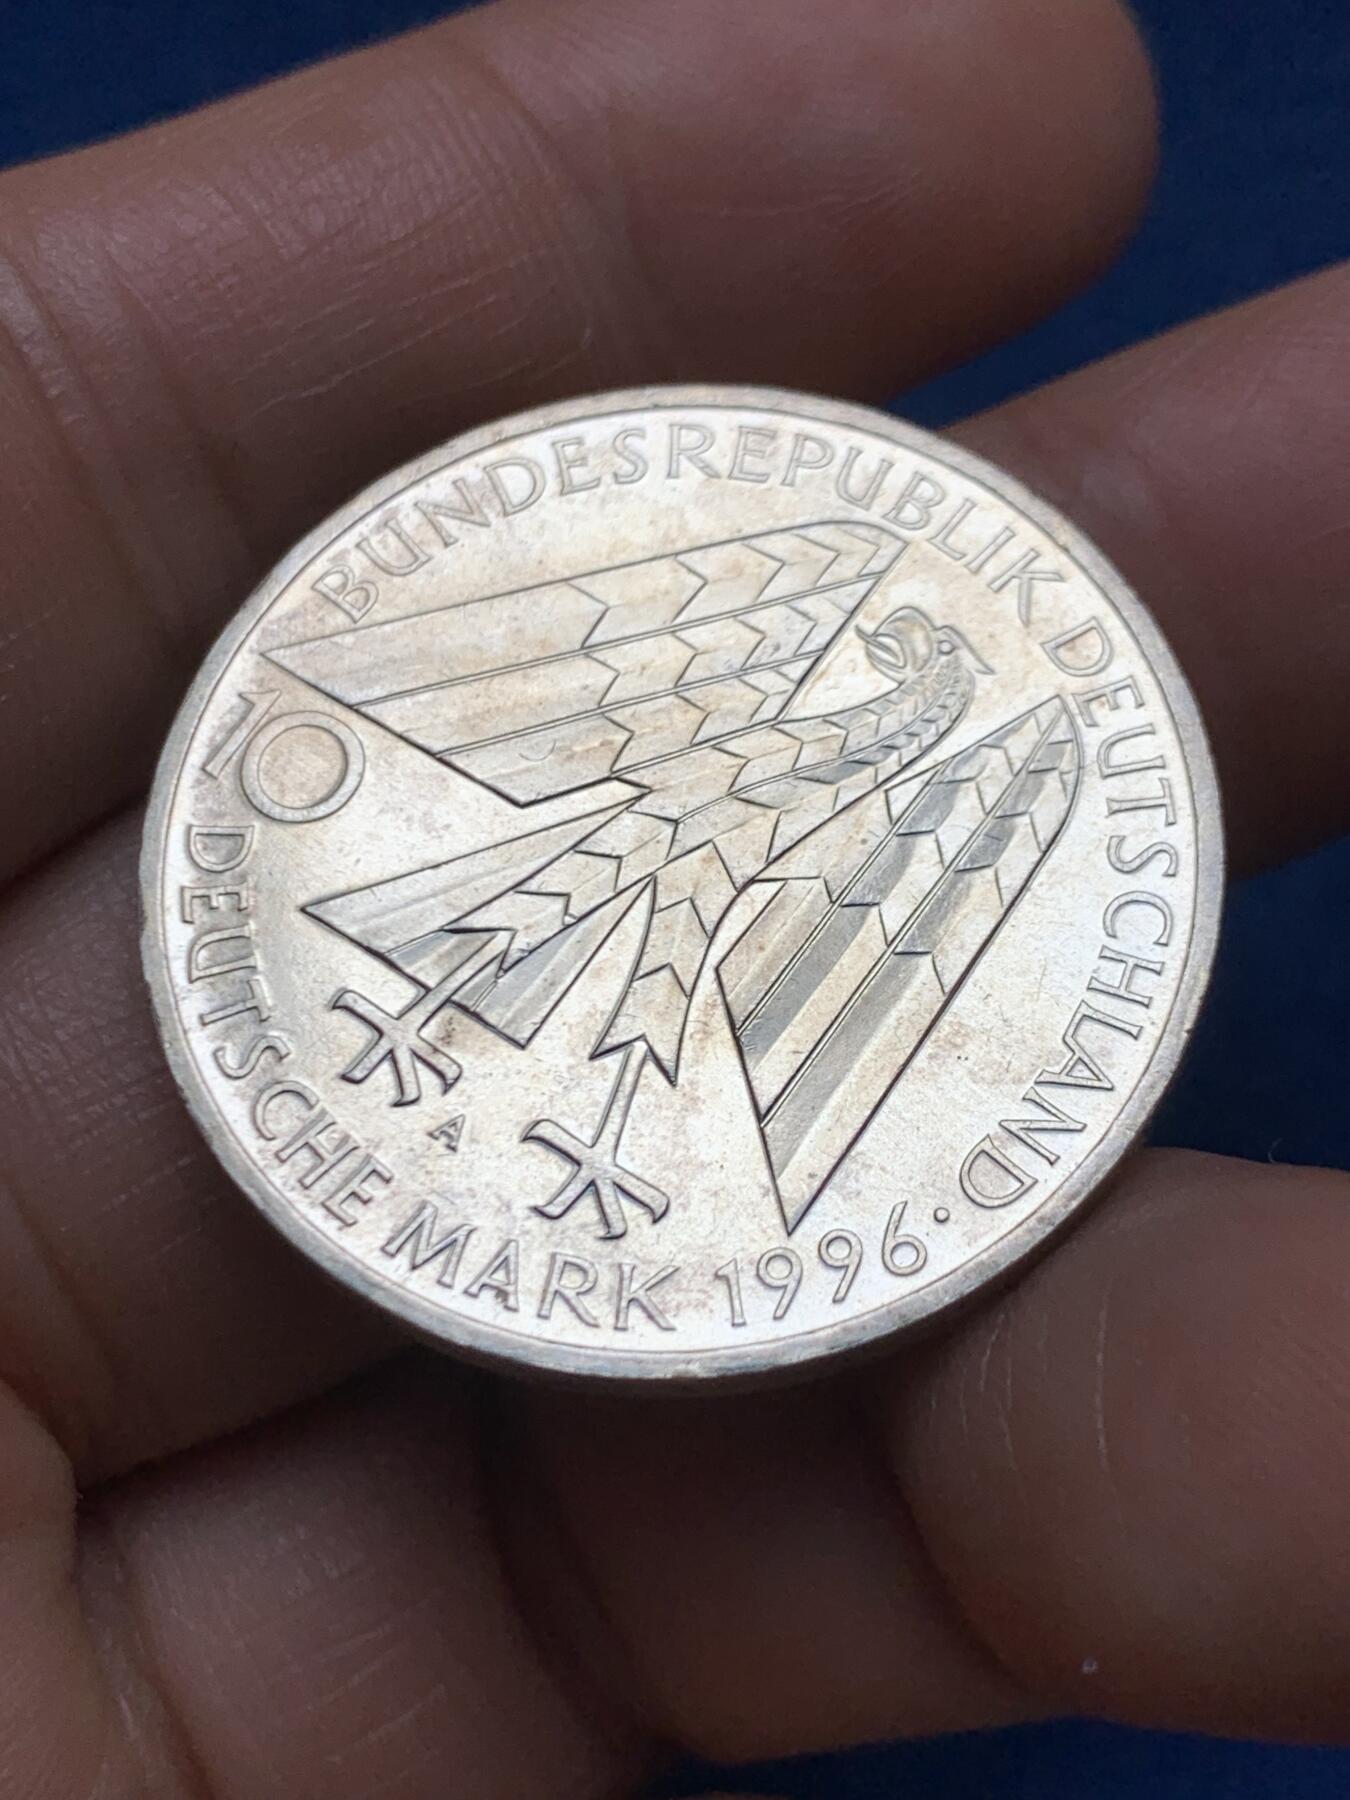 BUNDESREPUBLIK DEUTSCHLAND
10 DEUTSCHE MARK 1996 ·
A